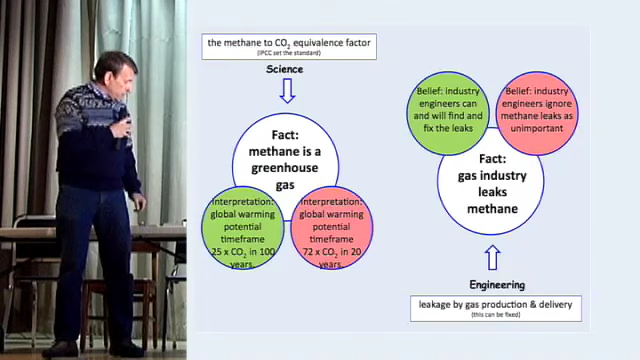 the methane to CO₂ equivalence factor
(IPCC set the standard)
Science
Fact:
methane is a
greenhouse
gas
Interpretation:
global warming
potential
timeframe
25 x CO₂ in 100
years.
Interpretation:
global warming
potential
timeframe
72 x CO₂ in 20
years.
Belief: industry
engineers can
and will find and
fix the leaks
Belief: industry
engineers ignore
methane leaks as
unimportant
Fact:
gas industry
leaks
methane
Engineering
leakage by gas production & delivery
(this can be fixed)